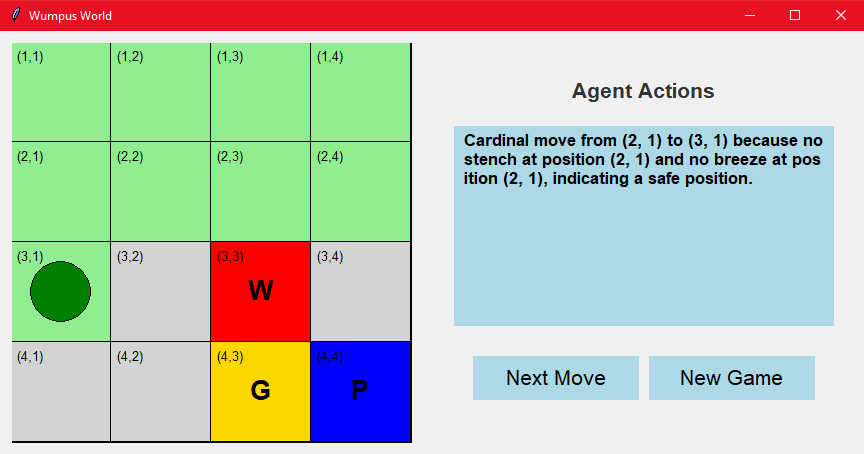 Wumpus World
(1,1) (1,2) (1,3) (1,4)
(2,1) (2,2) (2,3) (2,4)
(3,1) (3,2) (3,3) (3,4)
W
(4,1) (4,2) (4,3) (4,4)
G P
Agent Actions
Cardinal move from (2, 1) to (3, 1) because no
stench at position (2, 1) and no breeze at pos
ition (2, 1), indicating a safe position.
Next Move New Game